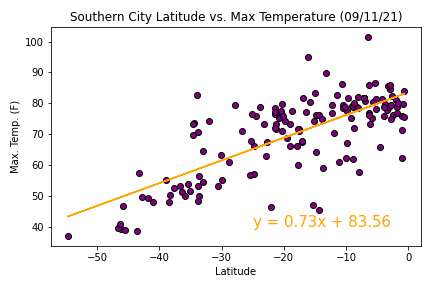 Southern City Latitude vs. Max Temperature (09/11/21)
Max. Temp. (F)
100
90
80
70
60
50
40
y = 0.73x + 83.56
−50 −40 −30 −20 −10 0
Latitude